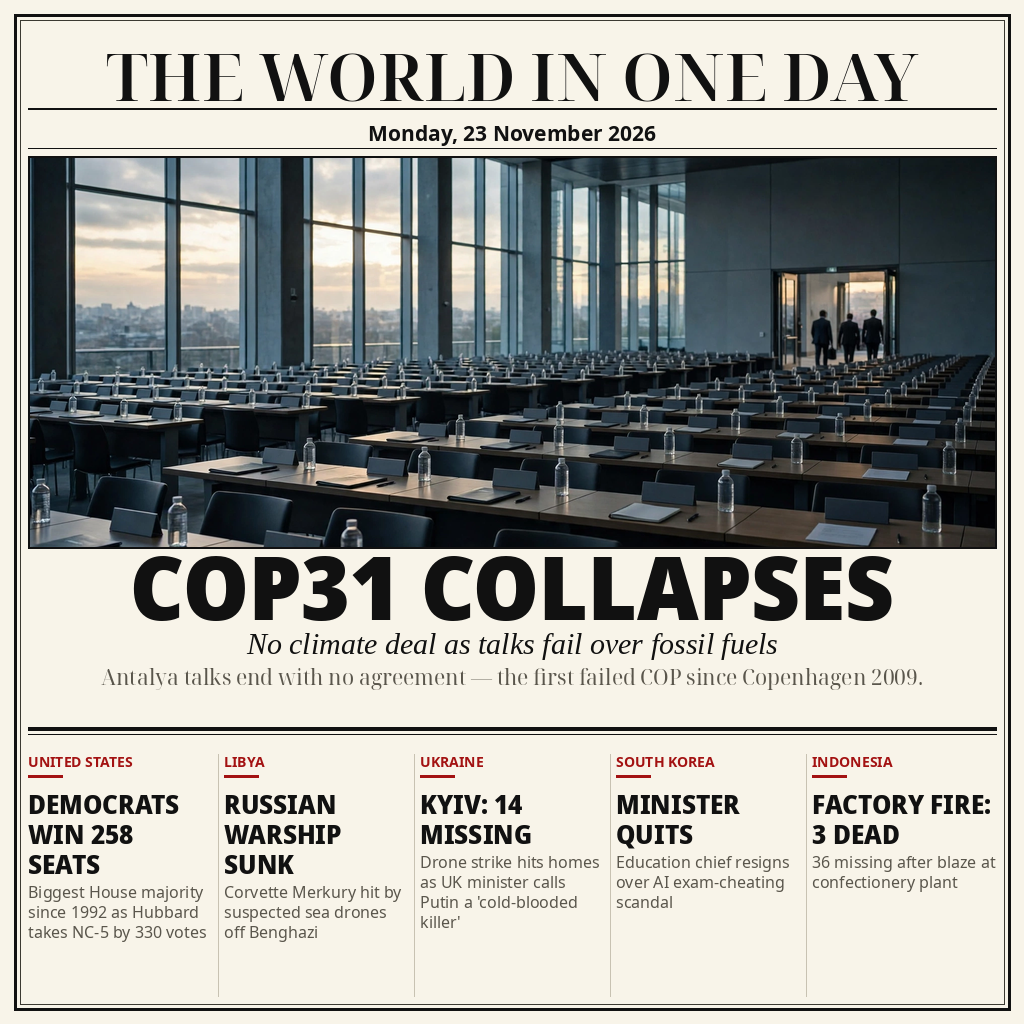 THE WORLD IN ONE DAY
Monday, 23 November 2026
COP31 COLLAPSES
No climate deal as talks fail over fossil fuels
Antalya talks end with no agreement — the first failed COP since Copenhagen 2009.
UNITED STATES
DEMOCRATS
WIN 258
SEATS
Biggest House majority
since 1992 as Hubbard
takes NC-5 by 330 votes
LIBYA
RUSSIAN
WARSHIP
SUNK
Corvette Merkury hit by
suspected sea drones
off Benghazi
UKRAINE
KYIV: 14
MISSING
Drone strike hits homes
as UK minister calls
Putin a 'cold-blooded
killer'
SOUTH KOREA
MINISTER
QUITS
Education chief resigns
over AI exam-cheating
scandal
INDONESIA
FACTORY FIRE:
3 DEAD
36 missing after blaze at
confectionery plant